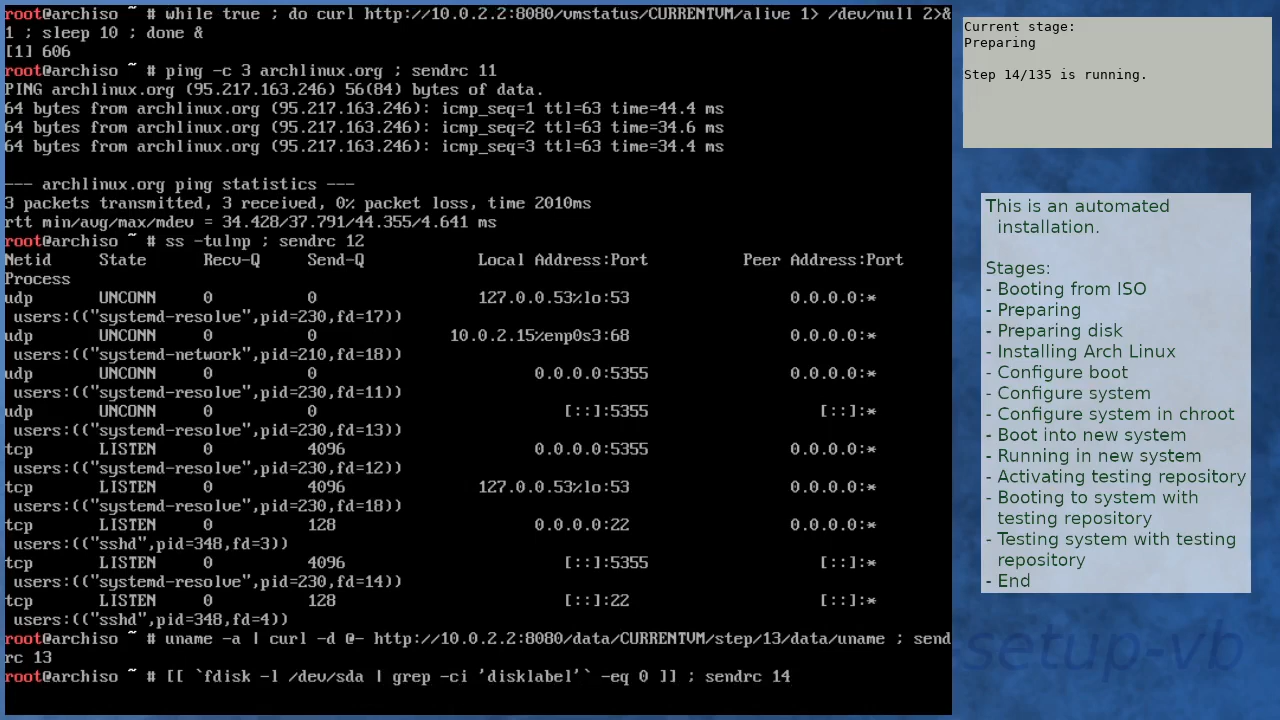 root@archiso ~ # while true ; do curl http://10.0.2.2:8080/vmstatus/CURRENTVM/alive 1> /dev/null 2>&
1 ; sleep 10 ; done &
[1] 606
root@archiso ~ # ping -c 3 archlinux.org ; sendrc 11
PING archlinux.org (95.217.163.246) 56(84) bytes of data.
64 bytes from archlinux.org (95.217.163.246): icmp_seq=1 ttl=63 time=44.4 ms
64 bytes from archlinux.org (95.217.163.246): icmp_seq=2 ttl=63 time=34.6 ms
64 bytes from archlinux.org (95.217.163.246): icmp_seq=3 ttl=63 time=34.4 ms
--- archlinux.org ping statistics ---
3 packets transmitted, 3 received, 0% packet loss, time 2010ms
rtt min/avg/max/mdev = 34.428/37.791/44.355/4.641 ms
root@archiso ~ # ss -tulnp ; sendrc 12
Netid     State      Recv-Q     Send-Q            Local Address:Port          Peer Address:Port
Process
udp       UNCONN     0          0                 127.0.0.53%lo:53                 0.0.0.0:*
 users:(("systemd-resolve",pid=230,fd=17))
udp       UNCONN     0          0              10.0.2.15%enp0s3:68                 0.0.0.0:*
 users:(("systemd-network",pid=210,fd=18))
udp       UNCONN     0          0                       0.0.0.0:5355               0.0.0.0:*
 users:(("systemd-resolve",pid=230,fd=11))
udp       UNCONN     0          0                          [::]:5355                  [::]:*
 users:(("systemd-resolve",pid=230,fd=13))
tcp       LISTEN     0          4096                    0.0.0.0:5355               0.0.0.0:*
 users:(("systemd-resolve",pid=230,fd=12))
tcp       LISTEN     0          4096              127.0.0.53%lo:53                 0.0.0.0:*
 users:(("systemd-resolve",pid=230,fd=18))
tcp       LISTEN     0          128                     0.0.0.0:22                 0.0.0.0:*
 users:(("sshd",pid=348,fd=3))
tcp       LISTEN     0          4096                       [::]:5355                  [::]:*
 users:(("systemd-resolve",pid=230,fd=14))
tcp       LISTEN     0          128                        [::]:22                    [::]:*
 users:(("sshd",pid=348,fd=4))
root@archiso ~ # uname -a | curl -d @- http://10.0.2.2:8080/data/CURRENTVM/step/13/data/uname ; send
rc 13
root@archiso ~ # [[ `fdisk -l /dev/sda | grep -ci 'disklabel'` -eq 0 ]] ; sendrc 14
Current stage:
Preparing
Step 14/135 is running.
This is an automated
installation.
Stages:
- Booting from ISO
- Preparing
- Preparing disk
- Installing Arch Linux
- Configure boot
- Configure system
- Configure system in chroot
- Boot into new system
- Running in new system
- Activating testing repository
- Booting to system with
testing repository
- Testing system with testing
repository
- End
setup-vb